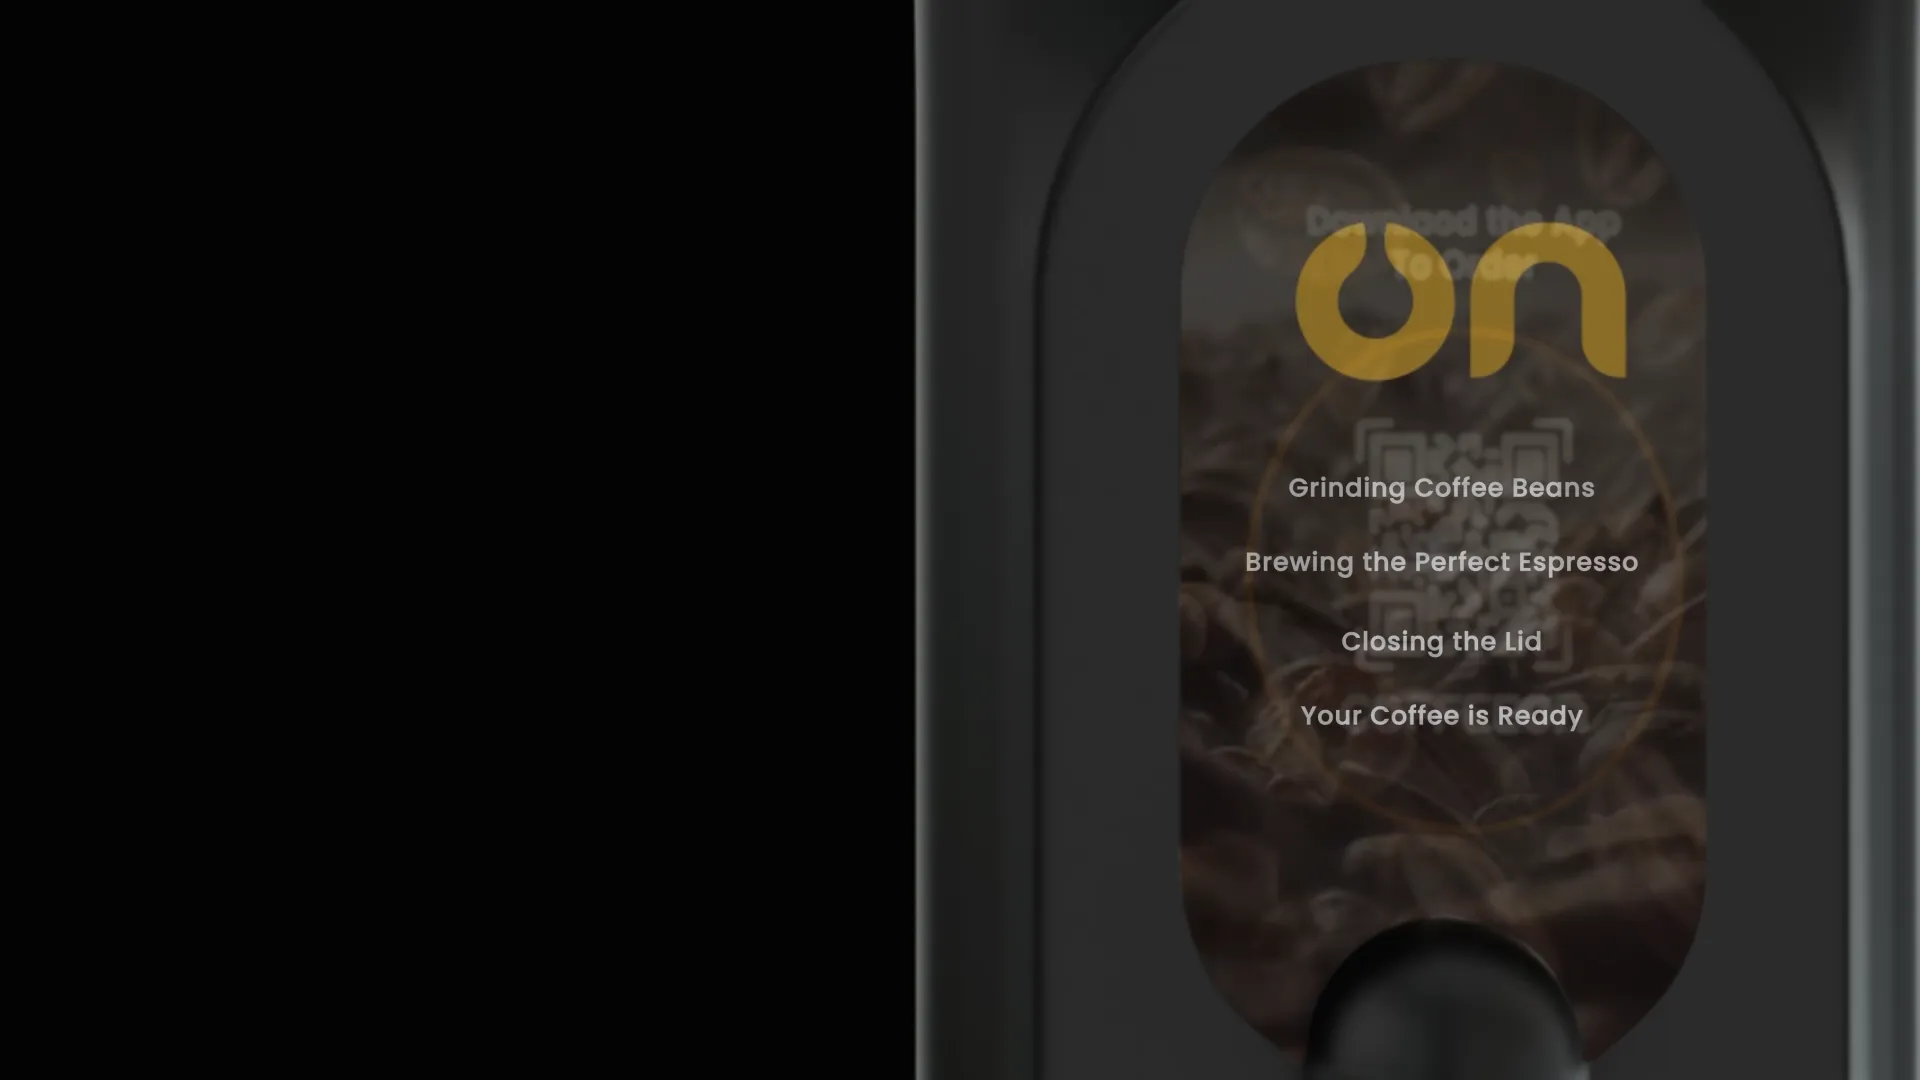 Download the App
To Order
on
Grinding Coffee Beans
Brewing the Perfect Espresso
Closing the Lid
Your Coffee is Ready